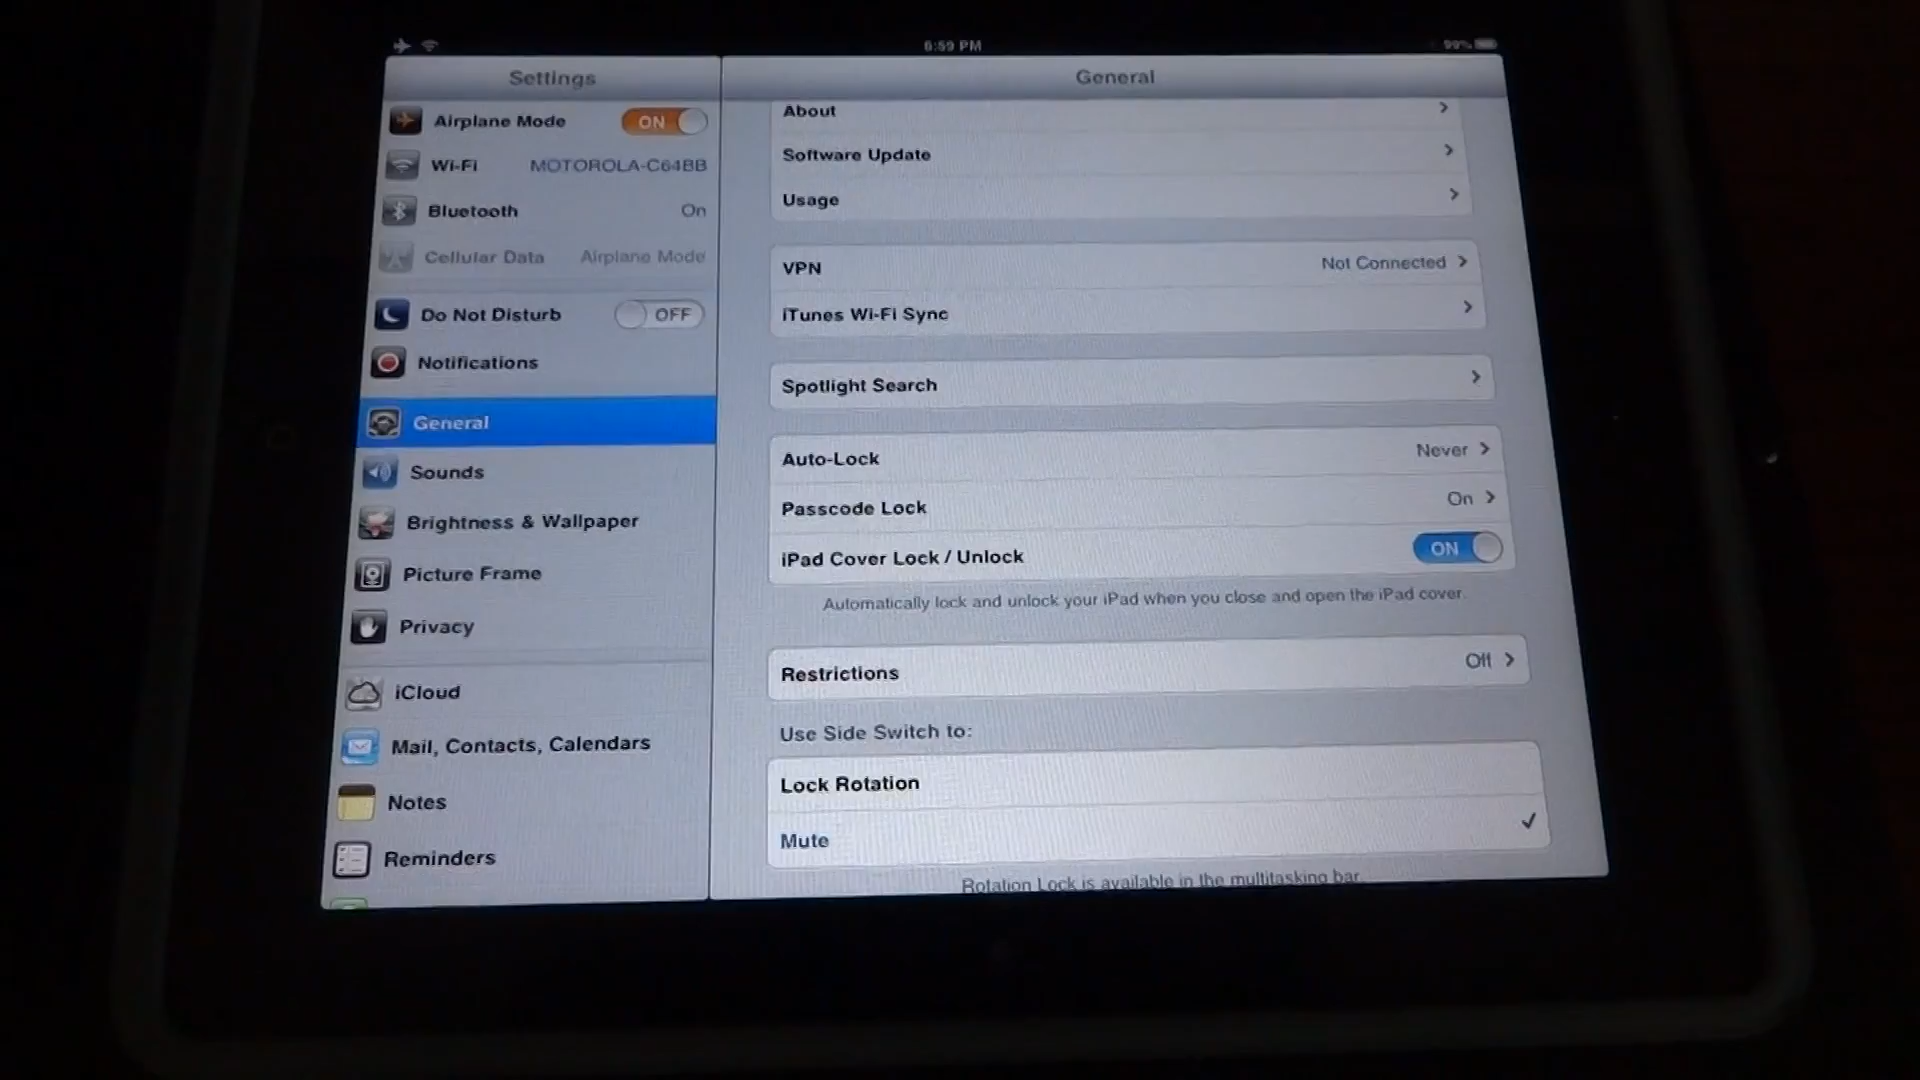 6:59 PM
99%
Settings
General
Airplane Mode ON
Wi-Fi MOTOROLA-C64BB
Bluetooth On
Cellular Data Airplane Mode
Do Not Disturb OFF
Notifications
General
Sounds
Brightness & Wallpaper
Picture Frame
Privacy
iCloud
Mail, Contacts, Calendars
Notes
Reminders
About
Software Update
Usage
VPN Not Connected
iTunes Wi-Fi Sync
Spotlight Search
Auto-Lock Never
Passcode Lock On
iPad Cover Lock / Unlock ON
Automatically lock and unlock your iPad when you close and open the iPad cover.
Restrictions Off
Use Side Switch to:
Lock Rotation
Mute
Rotation Lock is available in the multitasking bar.